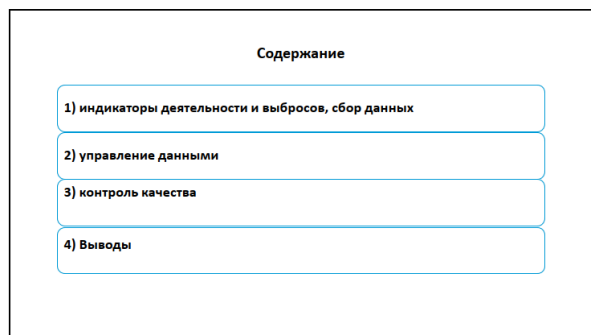 Содержание
1) индикаторы деятельности и выбросов, сбор данных
2) управление данными
3) контроль качества
4) Выводы